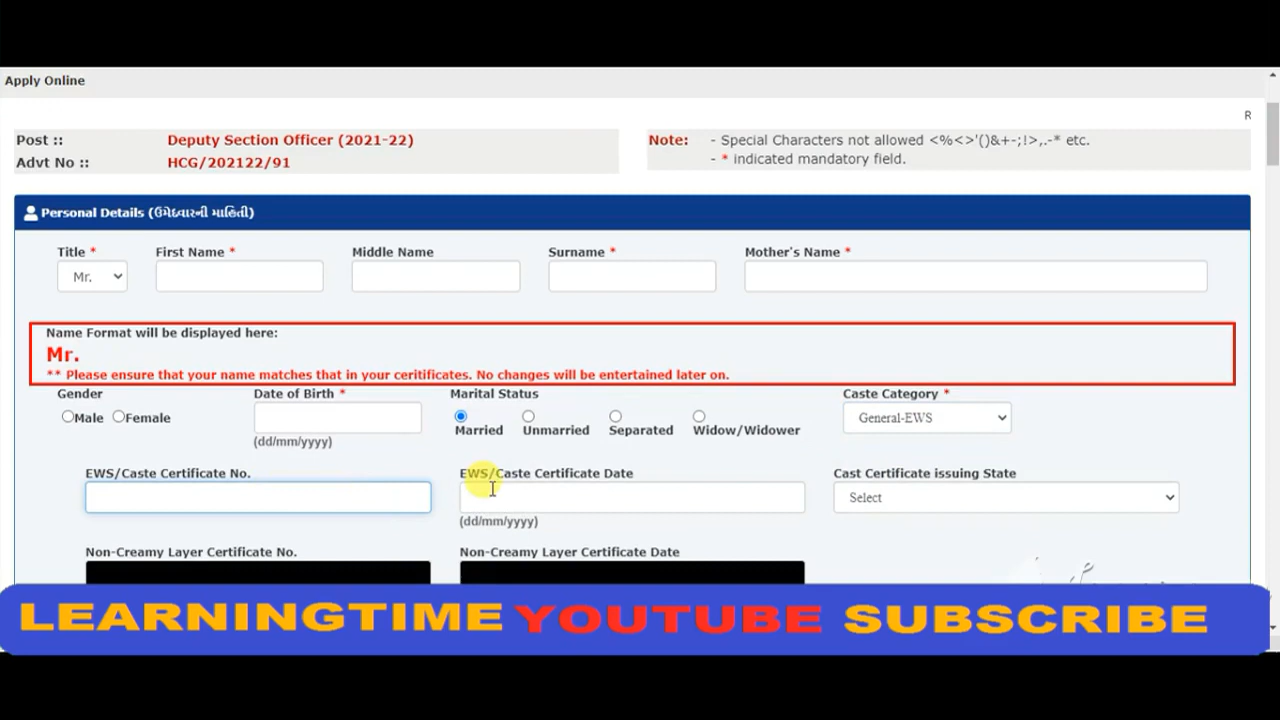 Apply Online
R
Post :: Deputy Section Officer (2021-22)
Advt No :: HCG/202122/91
Note: - Special Characters not allowed <%<>'()&+-;!>,.-* etc.
- * indicated mandatory field.
Personal Details (ઉમેદવારની માહિતી)
Title * First Name * Middle Name Surname * Mother's Name *
Mr.
Name Format will be displayed here:
Mr.
** Please ensure that your name matches that in your ceritificates. No changes will be entertained later on.
Gender Date of Birth * Marital Status Caste Category *
Male Female Married Unmarried Separated Widow/Widower General-EWS
(dd/mm/yyyy)
EWS/Caste Certificate No. EWS/Caste Certificate Date Cast Certificate issuing State
Select
(dd/mm/yyyy)
Non-Creamy Layer Certificate No. Non-Creamy Layer Certificate Date
LEARNINGTIME YOUTUBE SUBSCRIBE